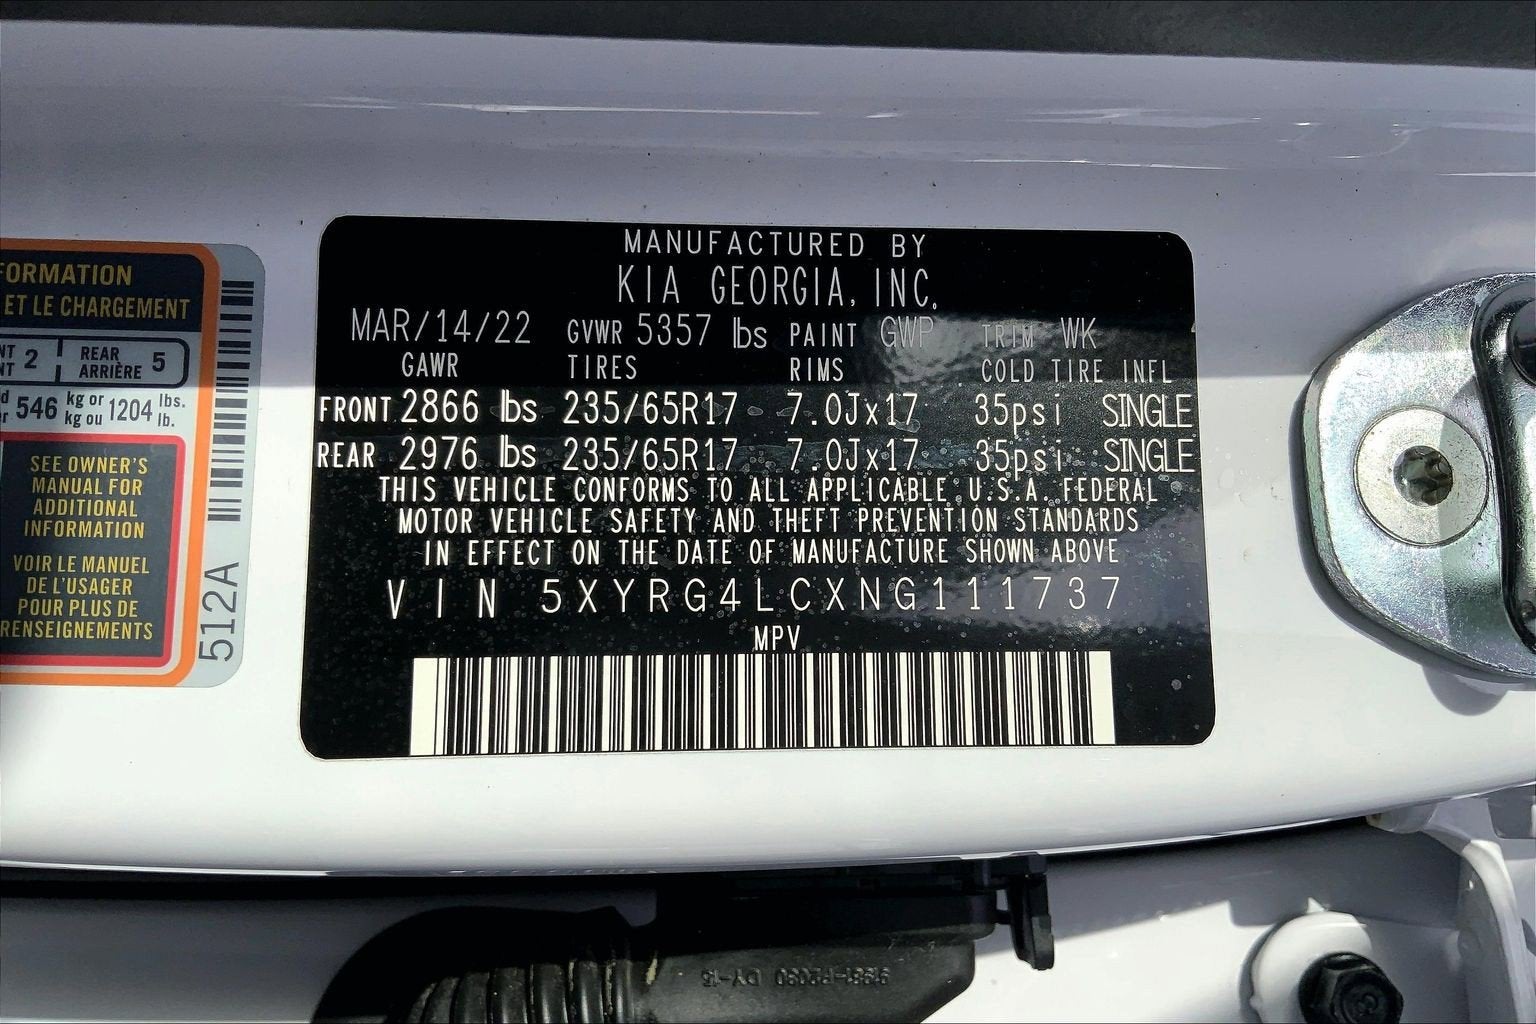 FORMATION
ET LE CHARGEMENT
2
REAR
ARRIÈRE 5
546 kg or
kg ou 1204 lbs.
lb.
SEE OWNER'S
MANUAL FOR
ADDITIONAL
INFORMATION
VOIR LE MANUEL
DE L'USAGER
POUR PLUS DE
RENSEIGNEMENTS
512A
MANUFACTURED BY
KIA GEORGIA, INC.
MAR/14/22 GVWR 5357 lbs PAINT GWP TRIM WK
GAWR TIRES RIMS COLD TIRE INFL
FRONT 2866 lbs 235/65R17 7.0Jx17 35psi SINGLE
REAR 2976 lbs 235/65R17 7.0Jx17 35psi SINGLE
THIS VEHICLE CONFORMS TO ALL APPLICABLE U.S.A. FEDERAL
MOTOR VEHICLE SAFETY AND THEFT PREVENTION STANDARDS
IN EFFECT ON THE DATE OF MANUFACTURE SHOWN ABOVE
VIN 5XYRG4LCXNG111737
MPV